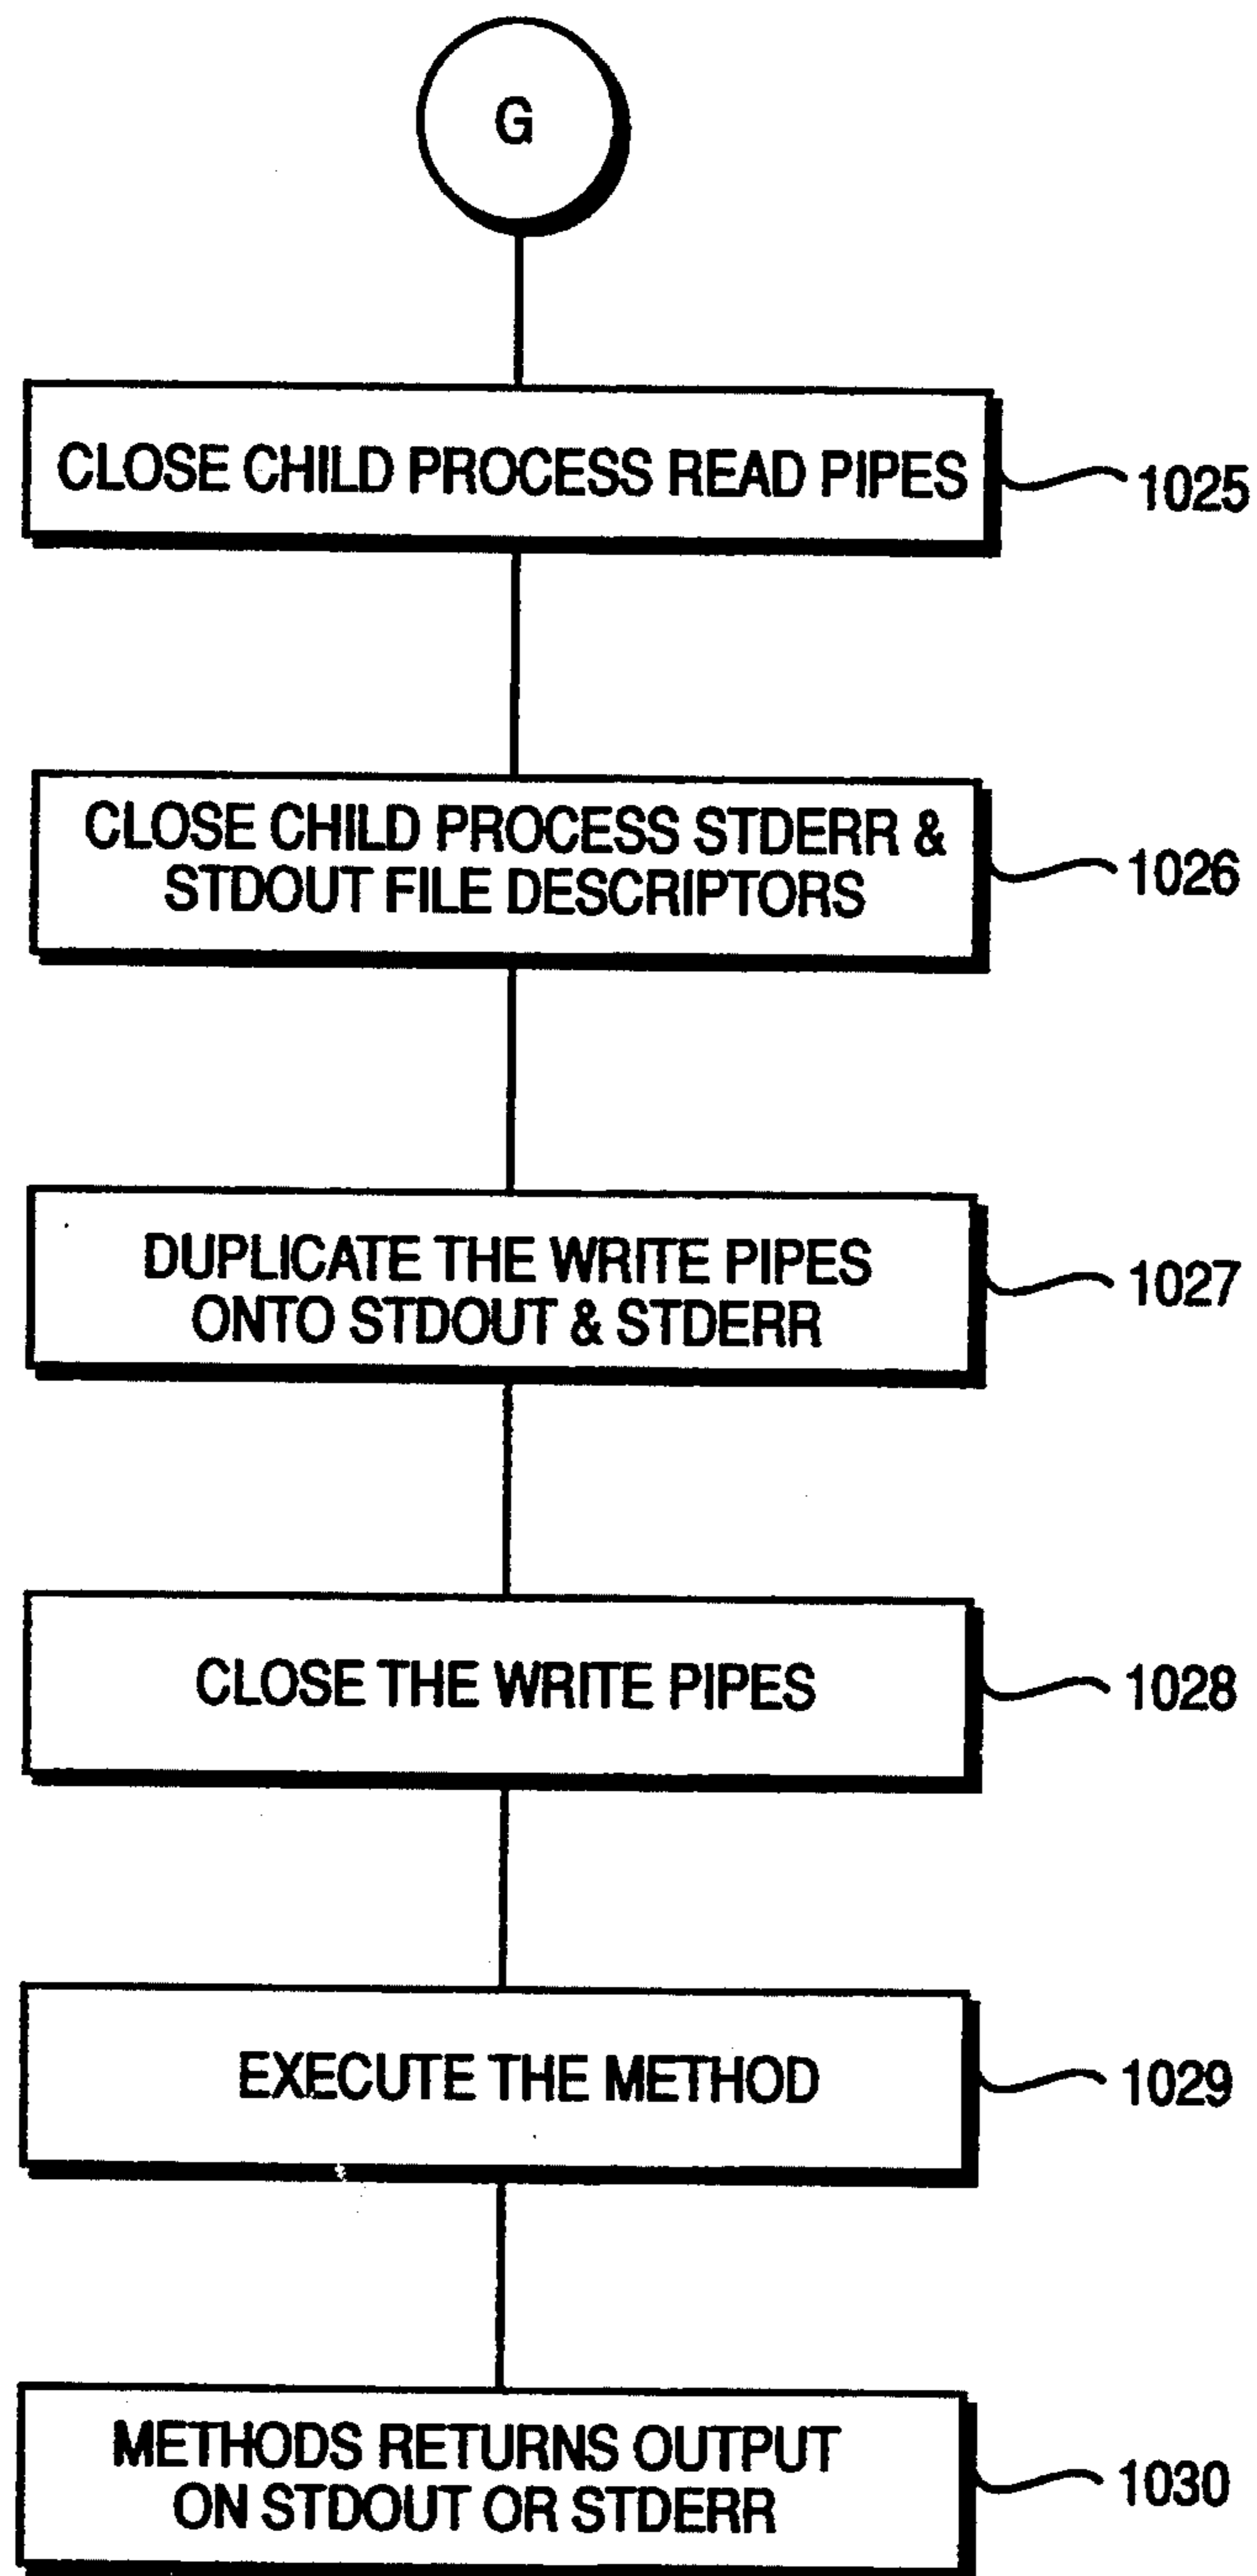 G
CLOSE CHILD PROCESS READ PIPES
1025
CLOSE CHILD PROCESS STDERR &
STDOUT FILE DESCRIPTORS
1026
DUPLICATE THE WRITE PIPES
ONTO STDOUT & STDERR
1027
CLOSE THE WRITE PIPES
1028
EXECUTE THE METHOD
1029
METHODS RETURNS OUTPUT
ON STDOUT OR STDERR
1030